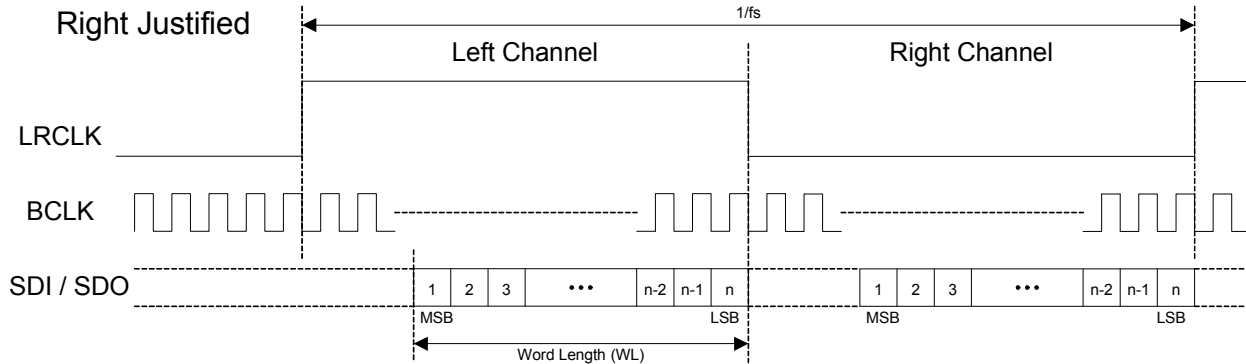 Right Justified
1/fs
Left Channel
Right Channel
LRCLK
BCLK
SDI / SDO
1 2 3 ••• n-2 n-1 n 1 2 3 ••• n-2 n-1 n
MSB LSB MSB LSB
Word Length (WL)